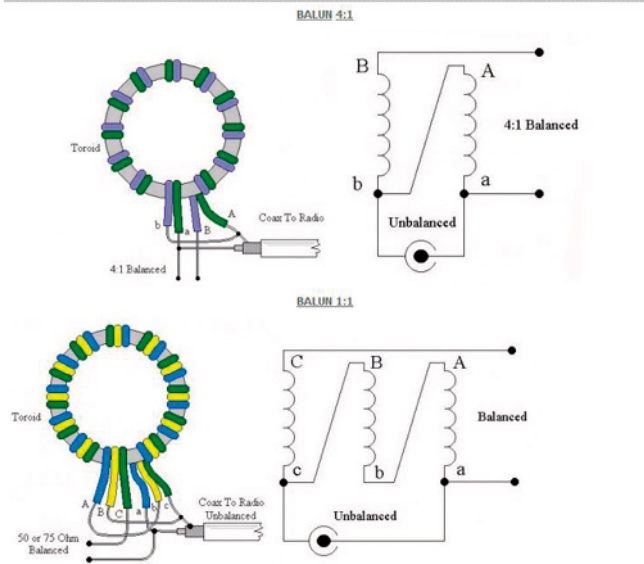 BALUN 4:1
B
A
Toroid
4:1 Balanced
b
a
A
b
a
B
Coax To Radio
Unbalanced
4:1 Balanced
BALUN 1:1
C
B
A
Toroid
Balanced
c
b
a
A
B
C
a
b
c
Coax To Radio
Unbalanced
Unbalanced
50 or 75 Ohm
Balanced